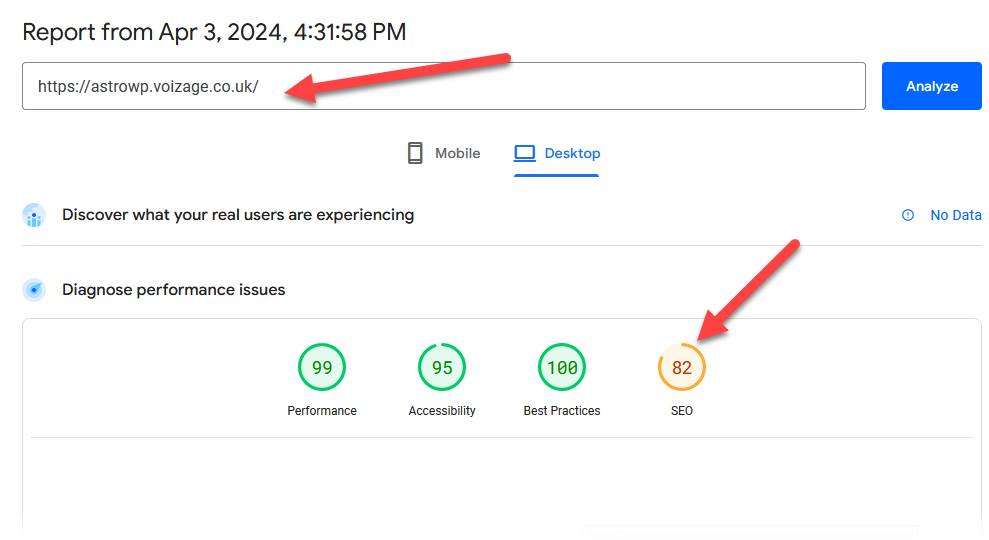 Report from Apr 3, 2024, 4:31:58 PM
https://astrowp.voizage.co.uk/
Analyze
Mobile
Desktop
Discover what your real users are experiencing
No Data
Diagnose performance issues
99
95
100
82
Performance
Accessibility
Best Practices
SEO